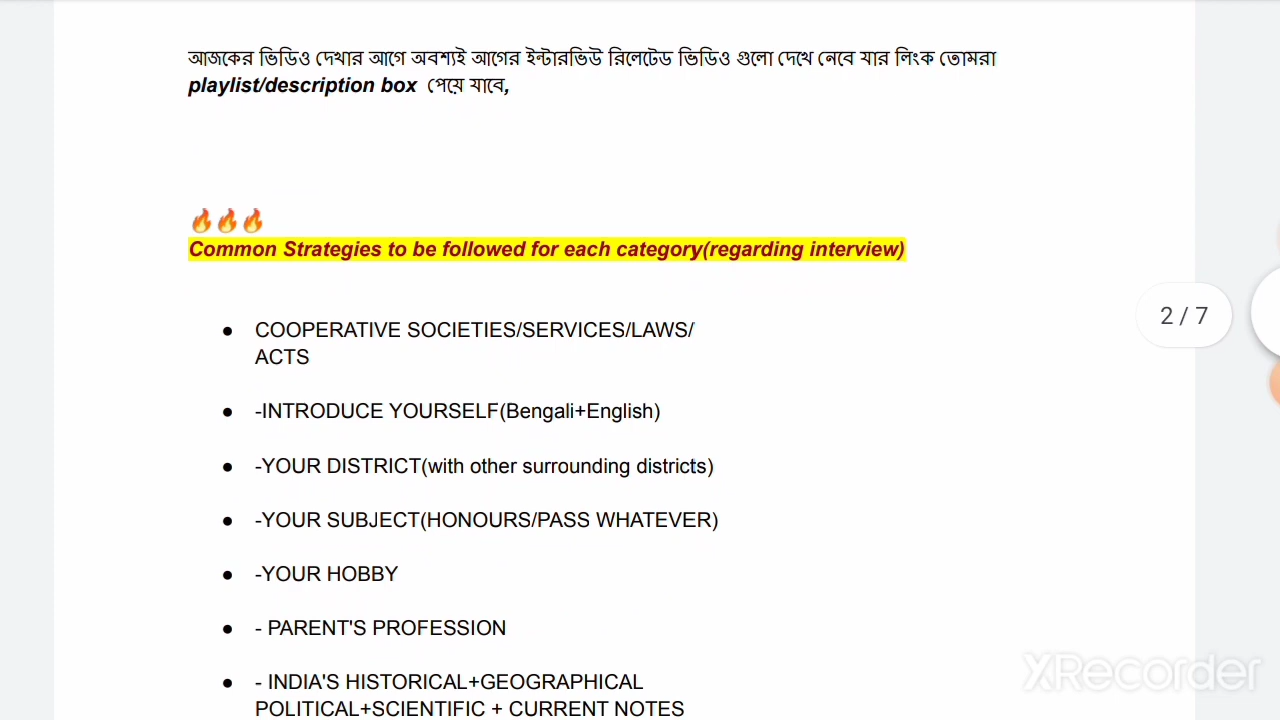 আজকের ভিডিও দেখার আগে অবশ্যই আগের ইন্টারভিউ রিলেটেড ভিডিও গুলো দেখে নেবে যার লিংক তোমরা
playlist/description box পেয়ে যাবে,
🔥🔥🔥
Common Strategies to be followed for each category(regarding interview)
● COOPERATIVE SOCIETIES/SERVICES/LAWS/
ACTS
● -INTRODUCE YOURSELF(Bengali+English)
● -YOUR DISTRICT(with other surrounding districts)
● -YOUR SUBJECT(HONOURS/PASS WHATEVER)
● -YOUR HOBBY
● - PARENT'S PROFESSION
● - INDIA'S HISTORICAL+GEOGRAPHICAL
POLITICAL+SCIENTIFIC + CURRENT NOTES
2 / 7
XRecorder